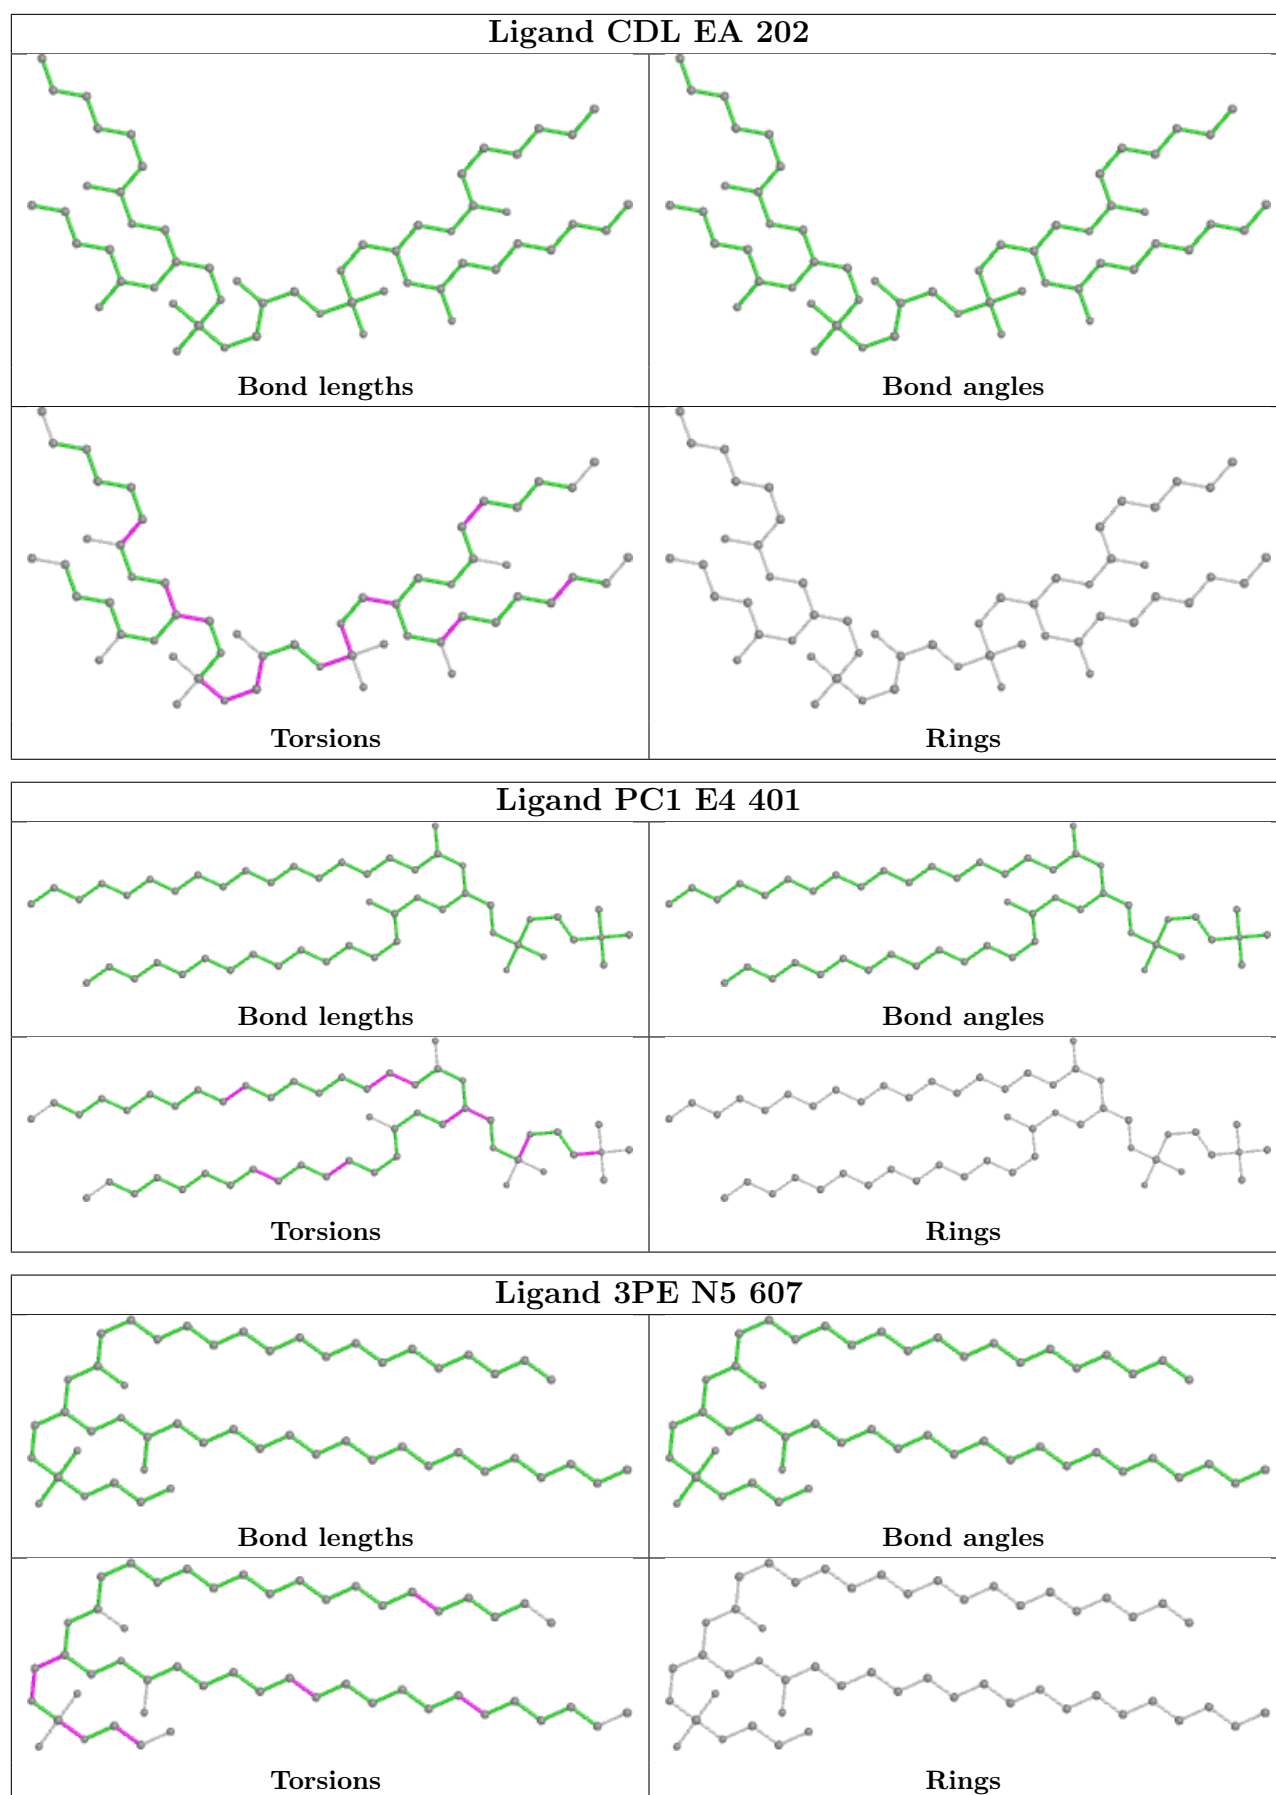 Ligand CDL EA 202
Bond lengths
Bond angles
Torsions
Rings
Ligand PC1 E4 401
Bond lengths
Bond angles
Torsions
Rings
Ligand 3PE N5 607
Bond lengths
Bond angles
Torsions
Rings